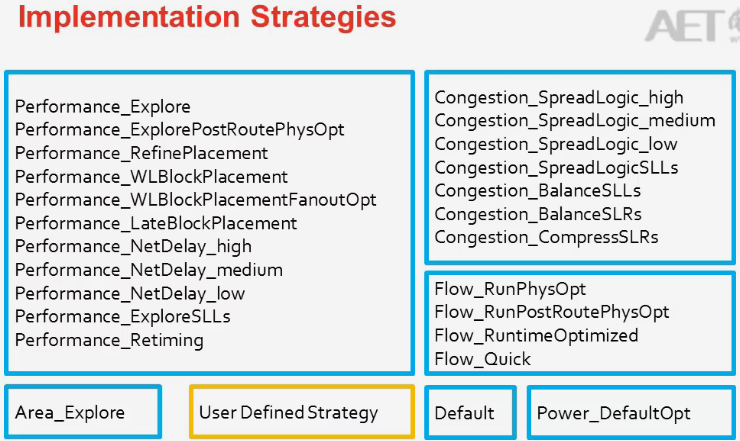 Implementation Strategies
AET
Performance_Explore
Performance_ExplorePostRoutePhysOpt
Performance_RefinePlacement
Performance_WLBlockPlacement
Performance_WLBlockPlacementFanoutOpt
Performance_LateBlockPlacement
Performance_NetDelay_high
Performance_NetDelay_medium
Performance_NetDelay_low
Performance_ExploreSLLs
Performance_Retiming
Congestion_SpreadLogic_high
Congestion_SpreadLogic_medium
Congestion_SpreadLogic_low
Congestion_SpreadLogicSLLs
Congestion_BalanceSLLs
Congestion_BalanceSLRs
Congestion_CompressSLRs
Flow_RunPhysOpt
Flow_RunPostRoutePhysOpt
Flow_RuntimeOptimized
Flow_Quick
Area_Explore
User Defined Strategy
Default
Power_DefaultOpt